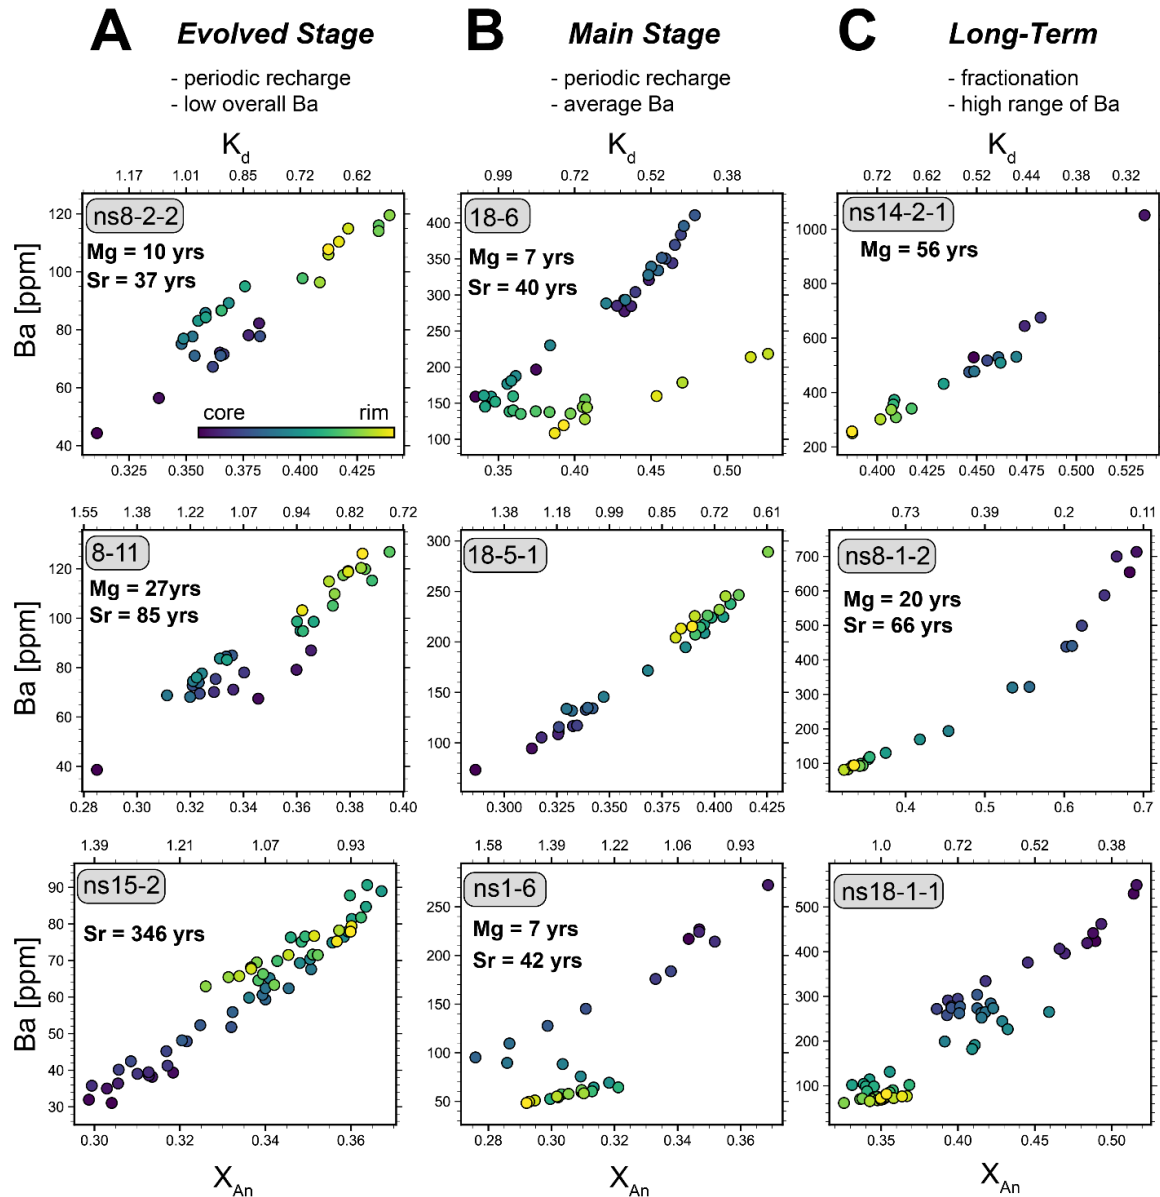 A Evolved Stage
- periodic recharge
- low overall Ba
B Main Stage
- periodic recharge
- average Ba
C Long-Term
- fractionation
- high range of Ba
Kd
1.17 1.01 0.85 0.72 0.62
ns8-2-2
Mg = 10 yrs
Sr = 37 yrs
core rim
Ba [ppm]
120
100
80
60
40
0.325 0.350 0.375 0.400 0.425
Kd
0.99 0.72 0.52 0.38
18-6
Mg = 7 yrs
Sr = 40 yrs
400
350
300
250
200
150
100
0.35 0.40 0.45 0.50
Kd
0.72 0.62 0.52 0.44 0.38 0.32
ns14-2-1
Mg = 56 yrs
1000
800
600
400
200
0.400 0.425 0.450 0.475 0.500 0.525
1.55 1.38 1.22 1.07 0.94 0.82 0.72
8-11
Mg = 27yrs
Sr = 85 yrs
Ba [ppm]
120
100
80
60
40
0.28 0.30 0.32 0.34 0.36 0.38 0.40
1.38 1.18 0.99 0.85 0.72 0.61
18-5-1
300
250
200
150
100
0.300 0.325 0.350 0.375 0.400 0.425
0.73 0.39 0.2 0.11
ns8-1-2
Mg = 20 yrs
Sr = 66 yrs
700
600
500
400
300
200
100
0.4 0.5 0.6 0.7
1.39 1.21 1.07 0.93
ns15-2
Sr = 346 yrs
Ba [ppm]
90
80
70
60
50
40
30
0.30 0.32 0.34 0.36
XAn
1.58 1.39 1.26 1.06 0.93
ns1-6
Mg = 7 yrs
Sr = 42 yrs
250
200
150
100
50
0.28 0.30 0.32 0.34 0.36
XAn
1.0 0.72 0.52 0.38
ns18-1-1
500
400
300
200
100
0.35 0.40 0.45 0.50
XAn